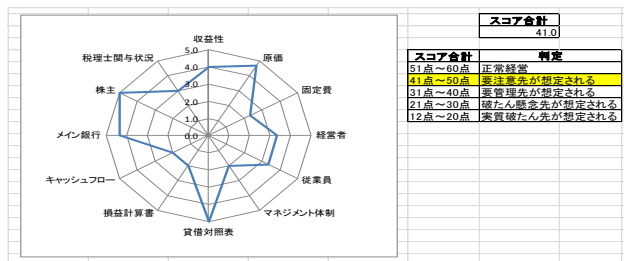 スコア合計
41.0
スコア合計 判定
51点～60点 正常経営
41点～50点 要注意先が想定される
31点～40点 要管理先が想定される
21点～30点 破たん懸念先が想定される
12点～20点 実質破たん先が想定される
収益性
原価
固定費
経営者
従業員
マネジメント体制
貸借対照表
損益計算書
キャッシュフロー
メイン銀行
株主
税理士関与状況
5.0
4.0
3.0
2.0
1.0
0.0